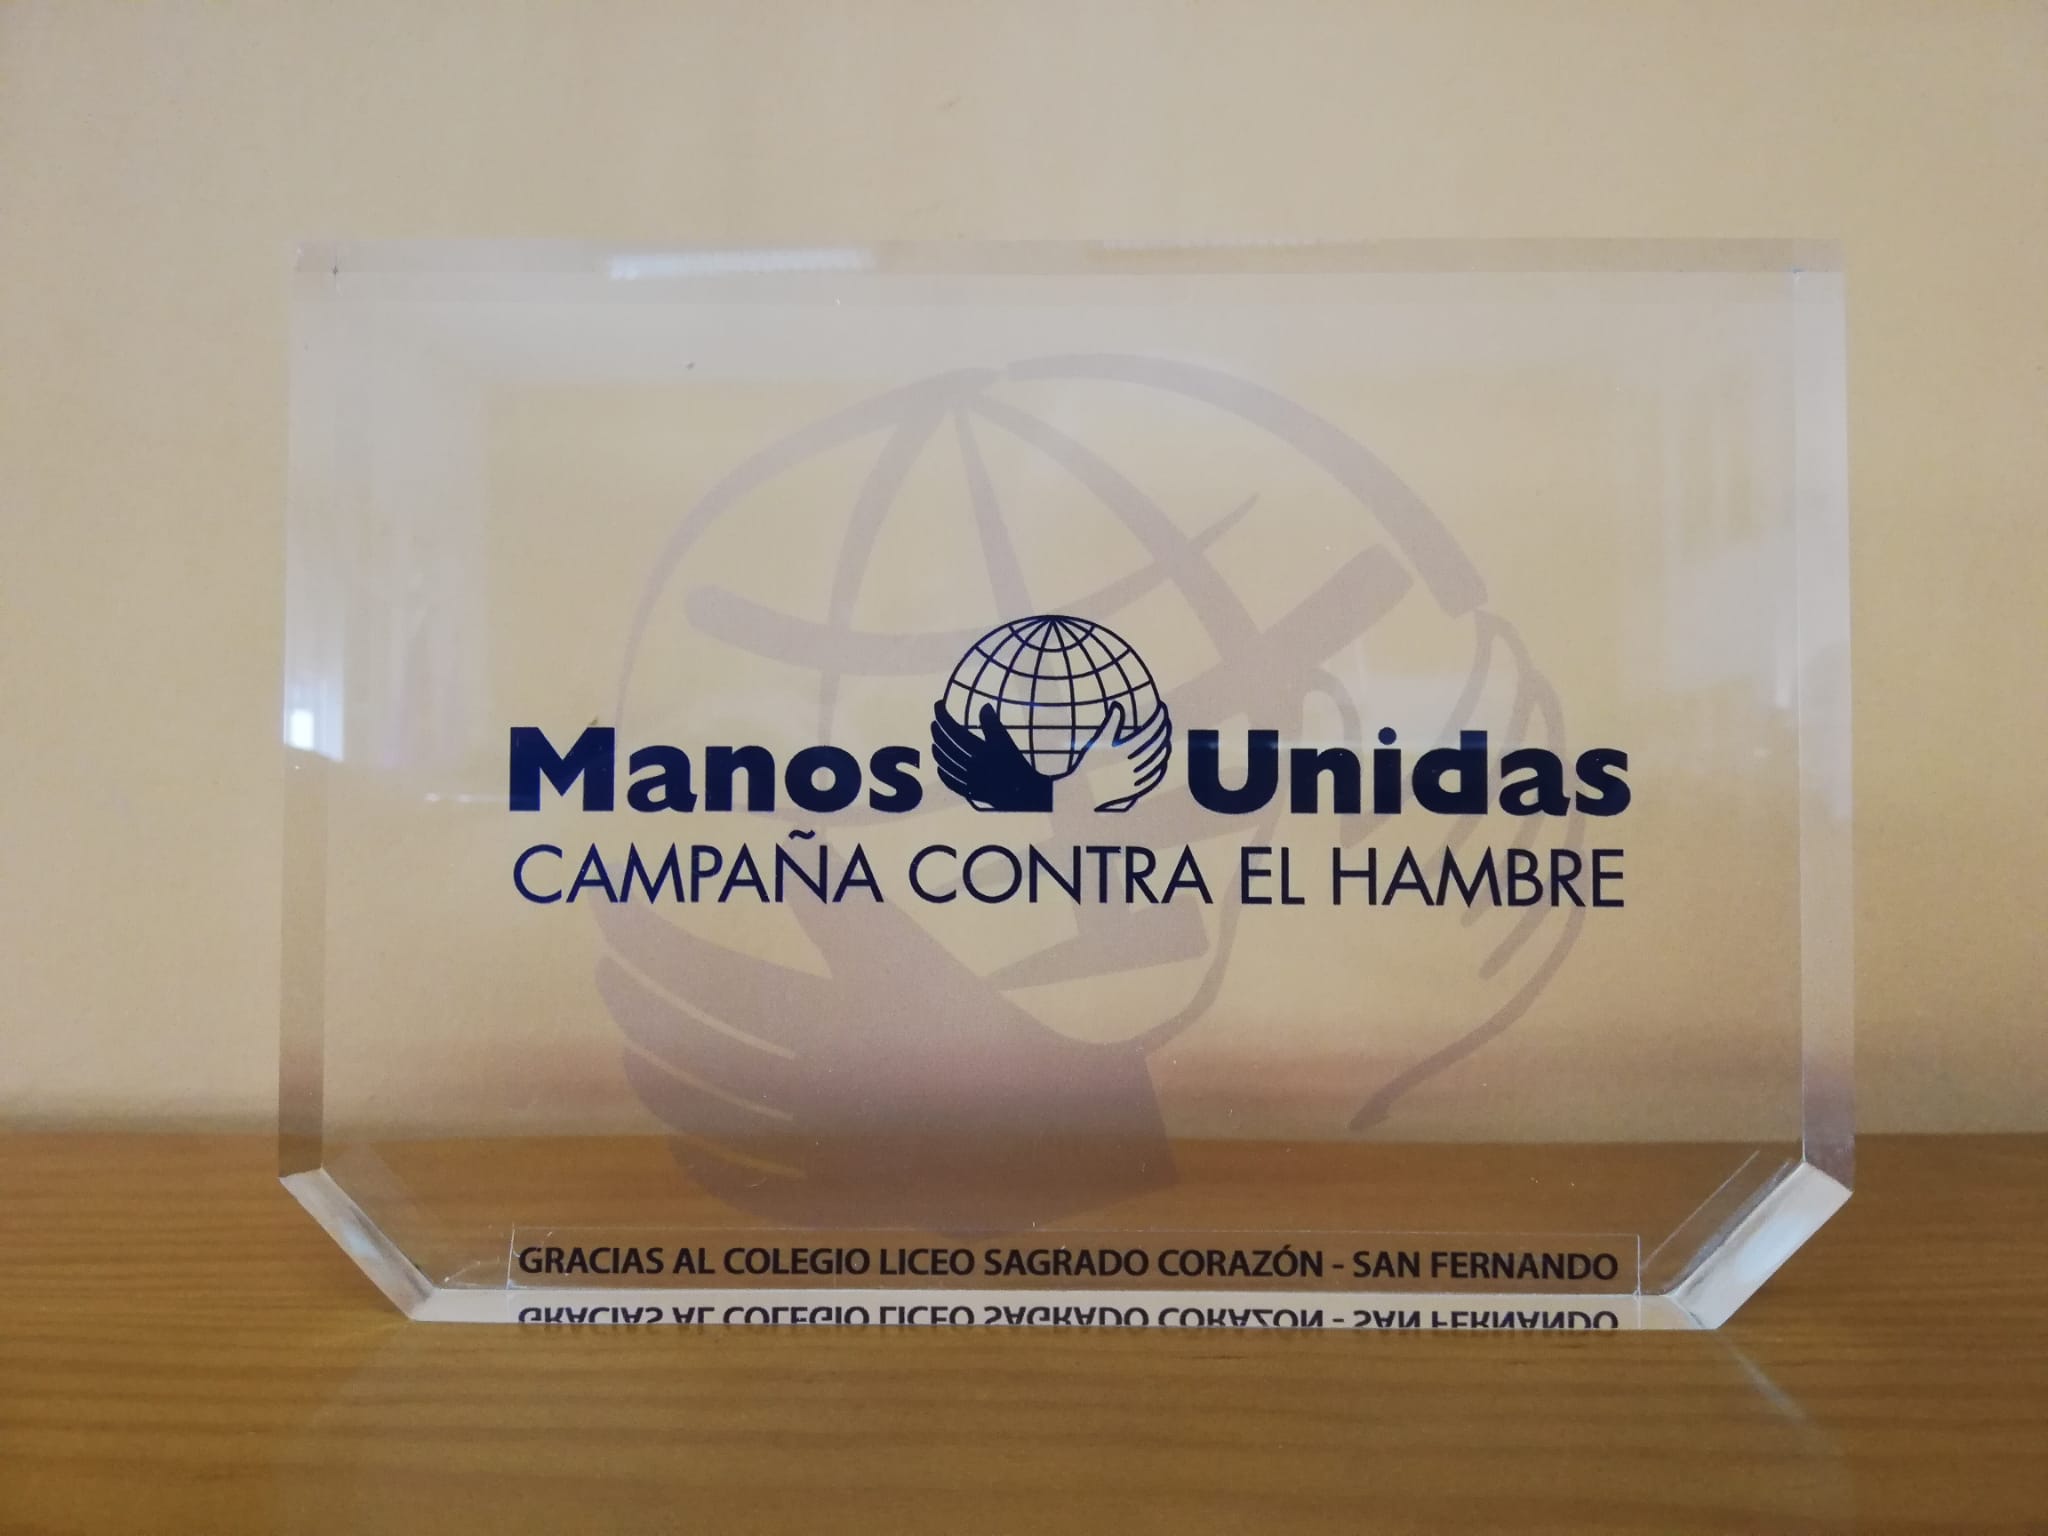 Manos Unidas
CAMPAÑA CONTRA EL HAMBRE
GRACIAS AL COLEGIO LICEO SAGRADO CORAZÓN - SAN FERNANDO